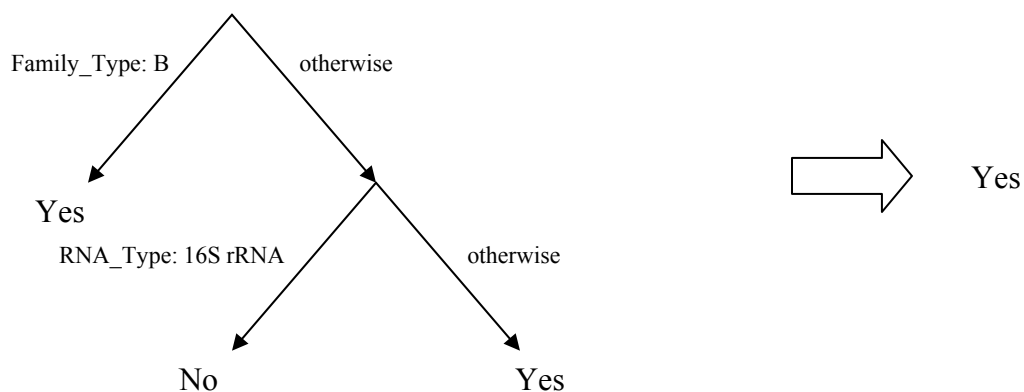 Family_Type: B
otherwise
Yes
Yes
RNA_Type: 16S rRNA
otherwise
No
Yes